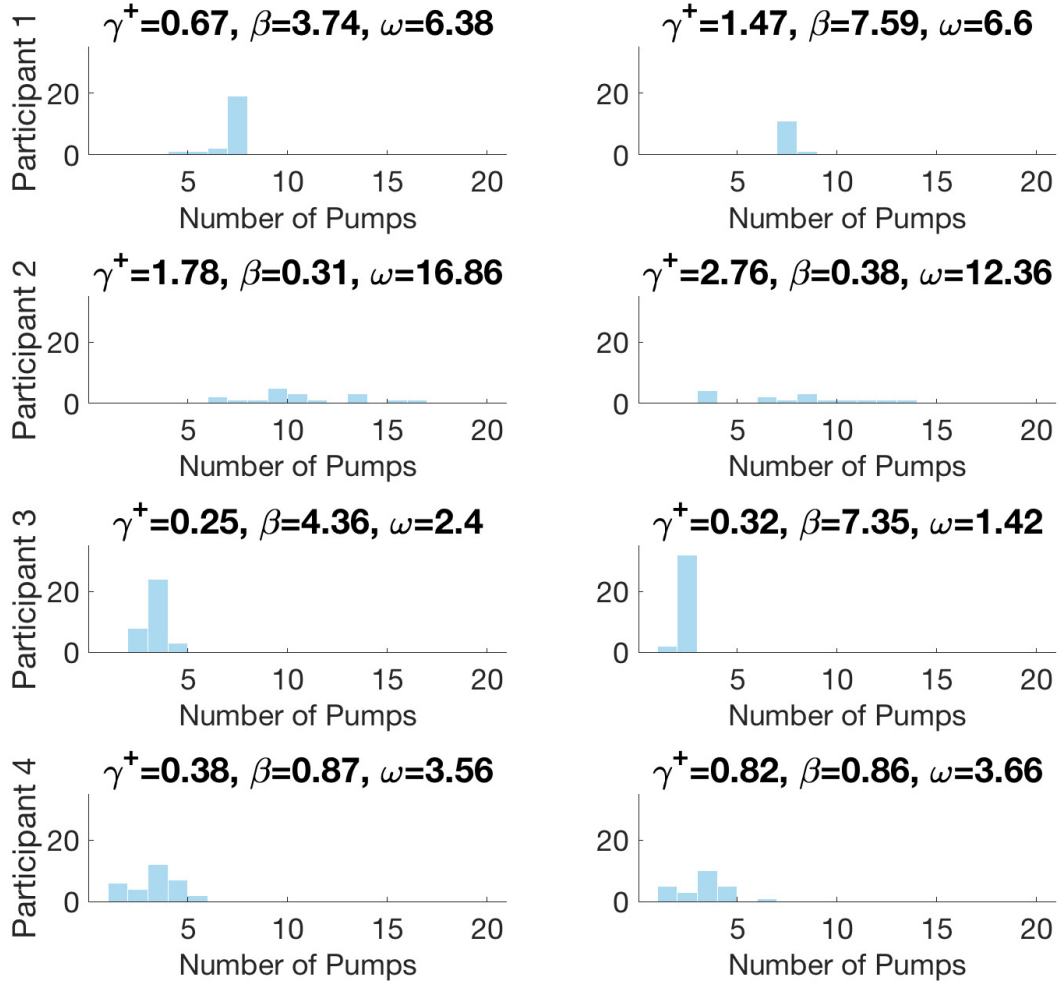 γ⁺=0.67, β=3.74, ω=6.38
γ⁺=1.47, β=7.59, ω=6.6
Participant 1
20
0
5 10 15 20
Number of Pumps
20
0
5 10 15 20
Number of Pumps
γ⁺=1.78, β=0.31, ω=16.86
γ⁺=2.76, β=0.38, ω=12.36
Participant 2
20
0
5 10 15 20
Number of Pumps
20
0
5 10 15 20
Number of Pumps
γ⁺=0.25, β=4.36, ω=2.4
γ⁺=0.32, β=7.35, ω=1.42
Participant 3
20
0
5 10 15 20
Number of Pumps
20
0
5 10 15 20
Number of Pumps
γ⁺=0.38, β=0.87, ω=3.56
γ⁺=0.82, β=0.86, ω=3.66
Participant 4
20
0
5 10 15 20
Number of Pumps
20
0
5 10 15 20
Number of Pumps